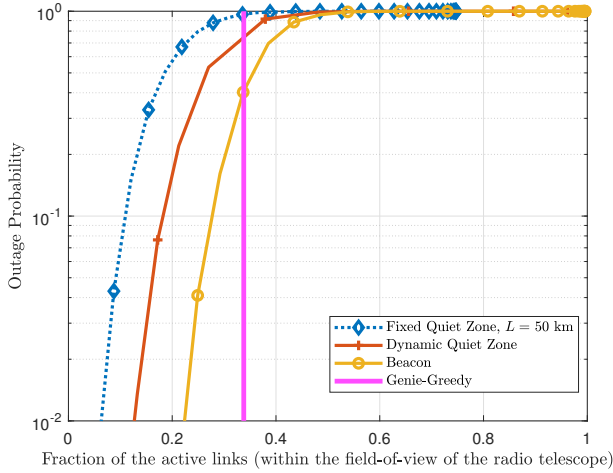 10^0
10^-1
10^-2
Outage Probability
0
0.2
0.4
0.6
0.8
1
Fraction of the active links (within the field-of-view of the radio telescope)
Fixed Quiet Zone, L = 50 km
Dynamic Quiet Zone
Beacon
Genie-Greedy